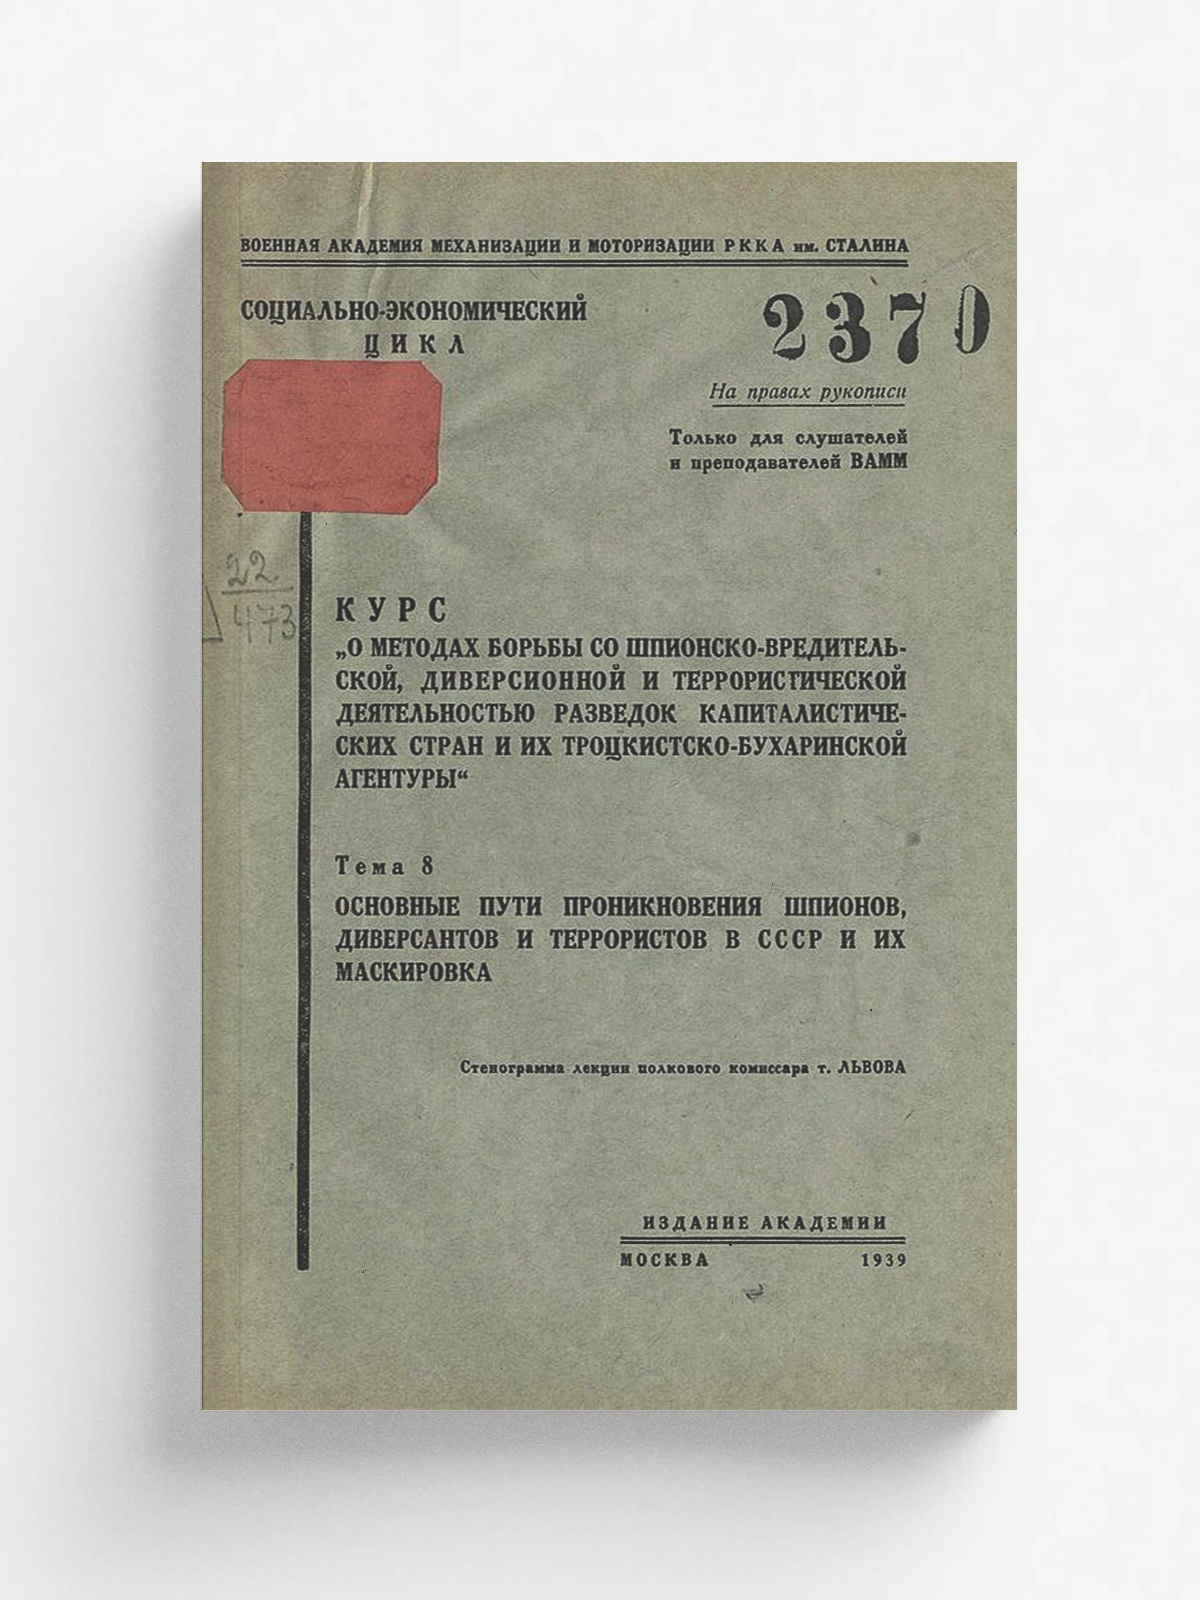 ВОЕННАЯ АКАДЕМИЯ МЕХАНИЗАЦИИ И МОТОРИЗАЦИИ РККА им. СТАЛИНА
СОЦИАЛЬНО-ЭКОНОМИЧЕСКИЙ
ЦИКЛ
2370
На правах рукописи
Только для слушателей
и преподавателей ВАММ
22
473
КУРС
„О МЕТОДАХ БОРЬБЫ СО ШПИОНСКО-ВРЕДИТЕЛЬ-
СКОЙ, ДИВЕРСИОННОЙ И ТЕРРОРИСТИЧЕСКОЙ
ДЕЯТЕЛЬНОСТЬЮ РАЗВЕДОК КАПИТАЛИСТИЧЕ-
СКИХ СТРАН И ИХ ТРОЦКИСТСКО-БУХАРИНСКОЙ
АГЕНТУРЫ“
Тема 8
ОСНОВНЫЕ ПУТИ ПРОНИКНОВЕНИЯ ШПИОНОВ,
ДИВЕРСАНТОВ И ТЕРРОРИСТОВ В СССР И ИХ
МАСКИРОВКА
Стенограмма лекции полкового комиссара т. ЛЬВОВА
ИЗДАНИЕ АКАДЕМИИ
МОСКВА 1939